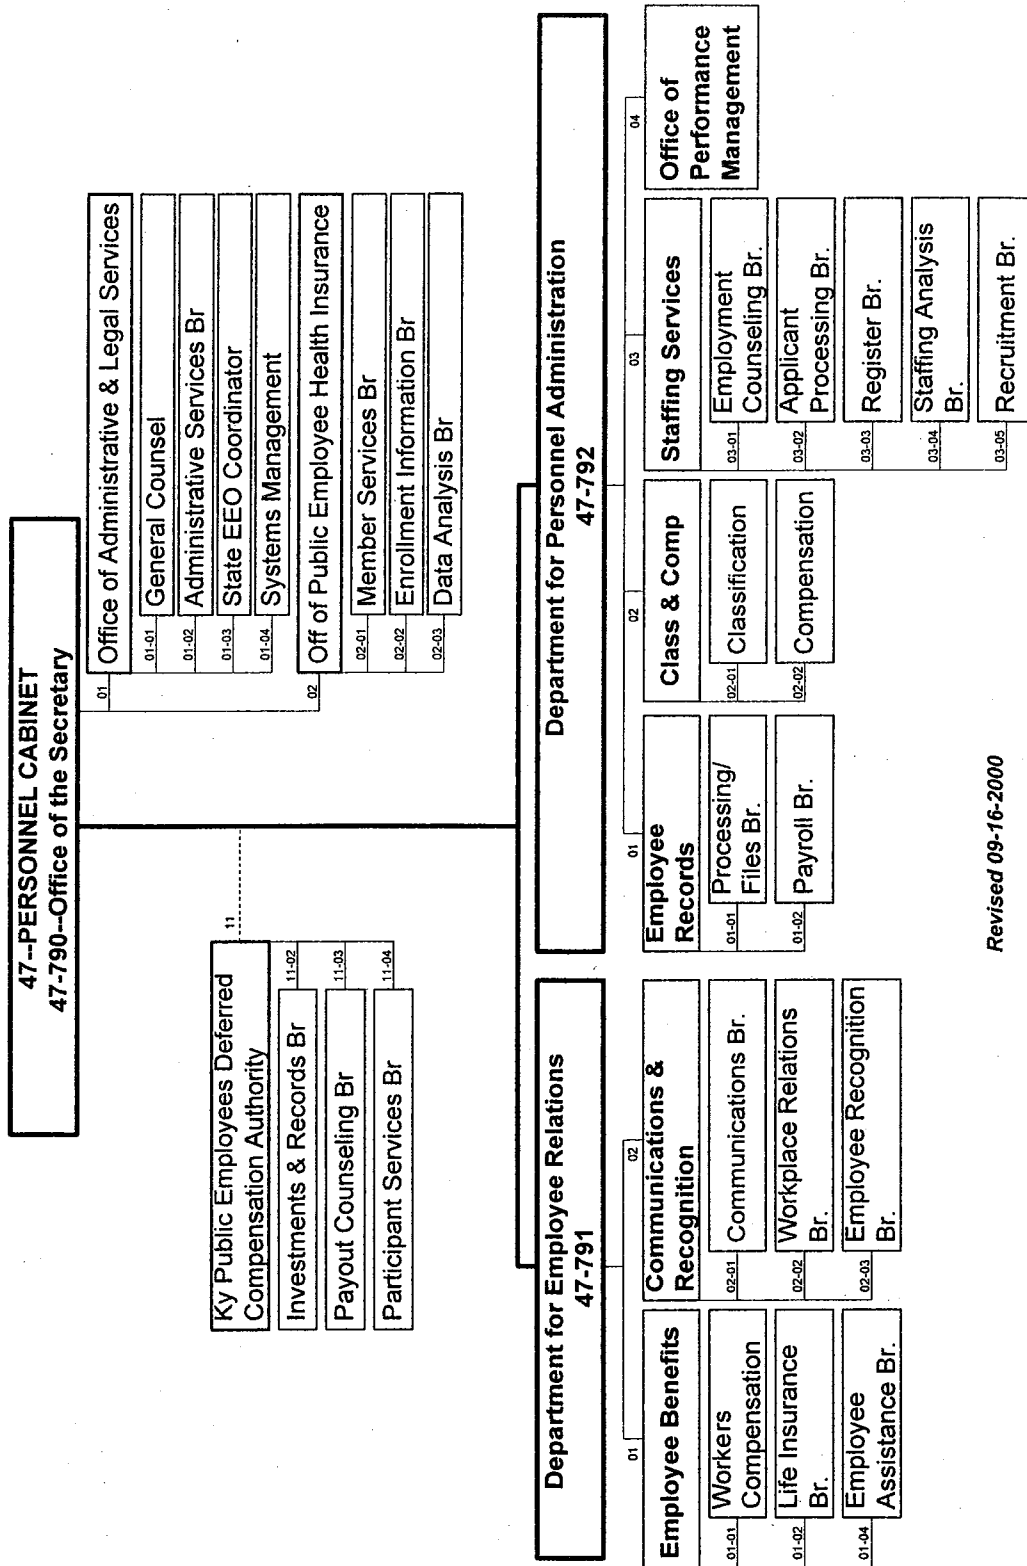 47--PERSONNEL CABINET
47-790--Office of the Secretary
01
Office of Administrative & Legal Services
01-01
General Counsel
01-02
Administrative Services Br
01-03
State EEO Coordinator
01-04
Systems Management
02
Off of Public Employee Health Insurance
02-01
Member Services Br
02-02
Enrollment Information Br
02-03
Data Analysis Br
11
Ky Public Employees Deferred
Compensation Authority
Investments & Records Br
11-02
Payout Counseling Br
11-03
Participant Services Br
11-04
Department for Employee Relations
47-791
01
Employee Benefits
01-01
Workers
Compensation
01-02
Life Insurance
Br.
01-04
Employee
Assistance Br.
02
Communications &
Recognition
02-01
Communications Br.
02-02
Workplace Relations
Br.
02-03
Employee Recognition
Br.
Department for Personnel Administration
47-792
01
Employee
Records
01-01
Processing/
Files Br.
01-02
Payroll Br.
02
Class & Comp
02-01
Classification
02-02
Compensation
03
Staffing Services
03-01
Employment
Counseling Br.
03-02
Applicant
Processing Br.
03-03
Register Br.
03-04
Staffing Analysis
Br.
03-05
Recruitment Br.
04
Office of
Performance
Management
Revised 09-16-2000